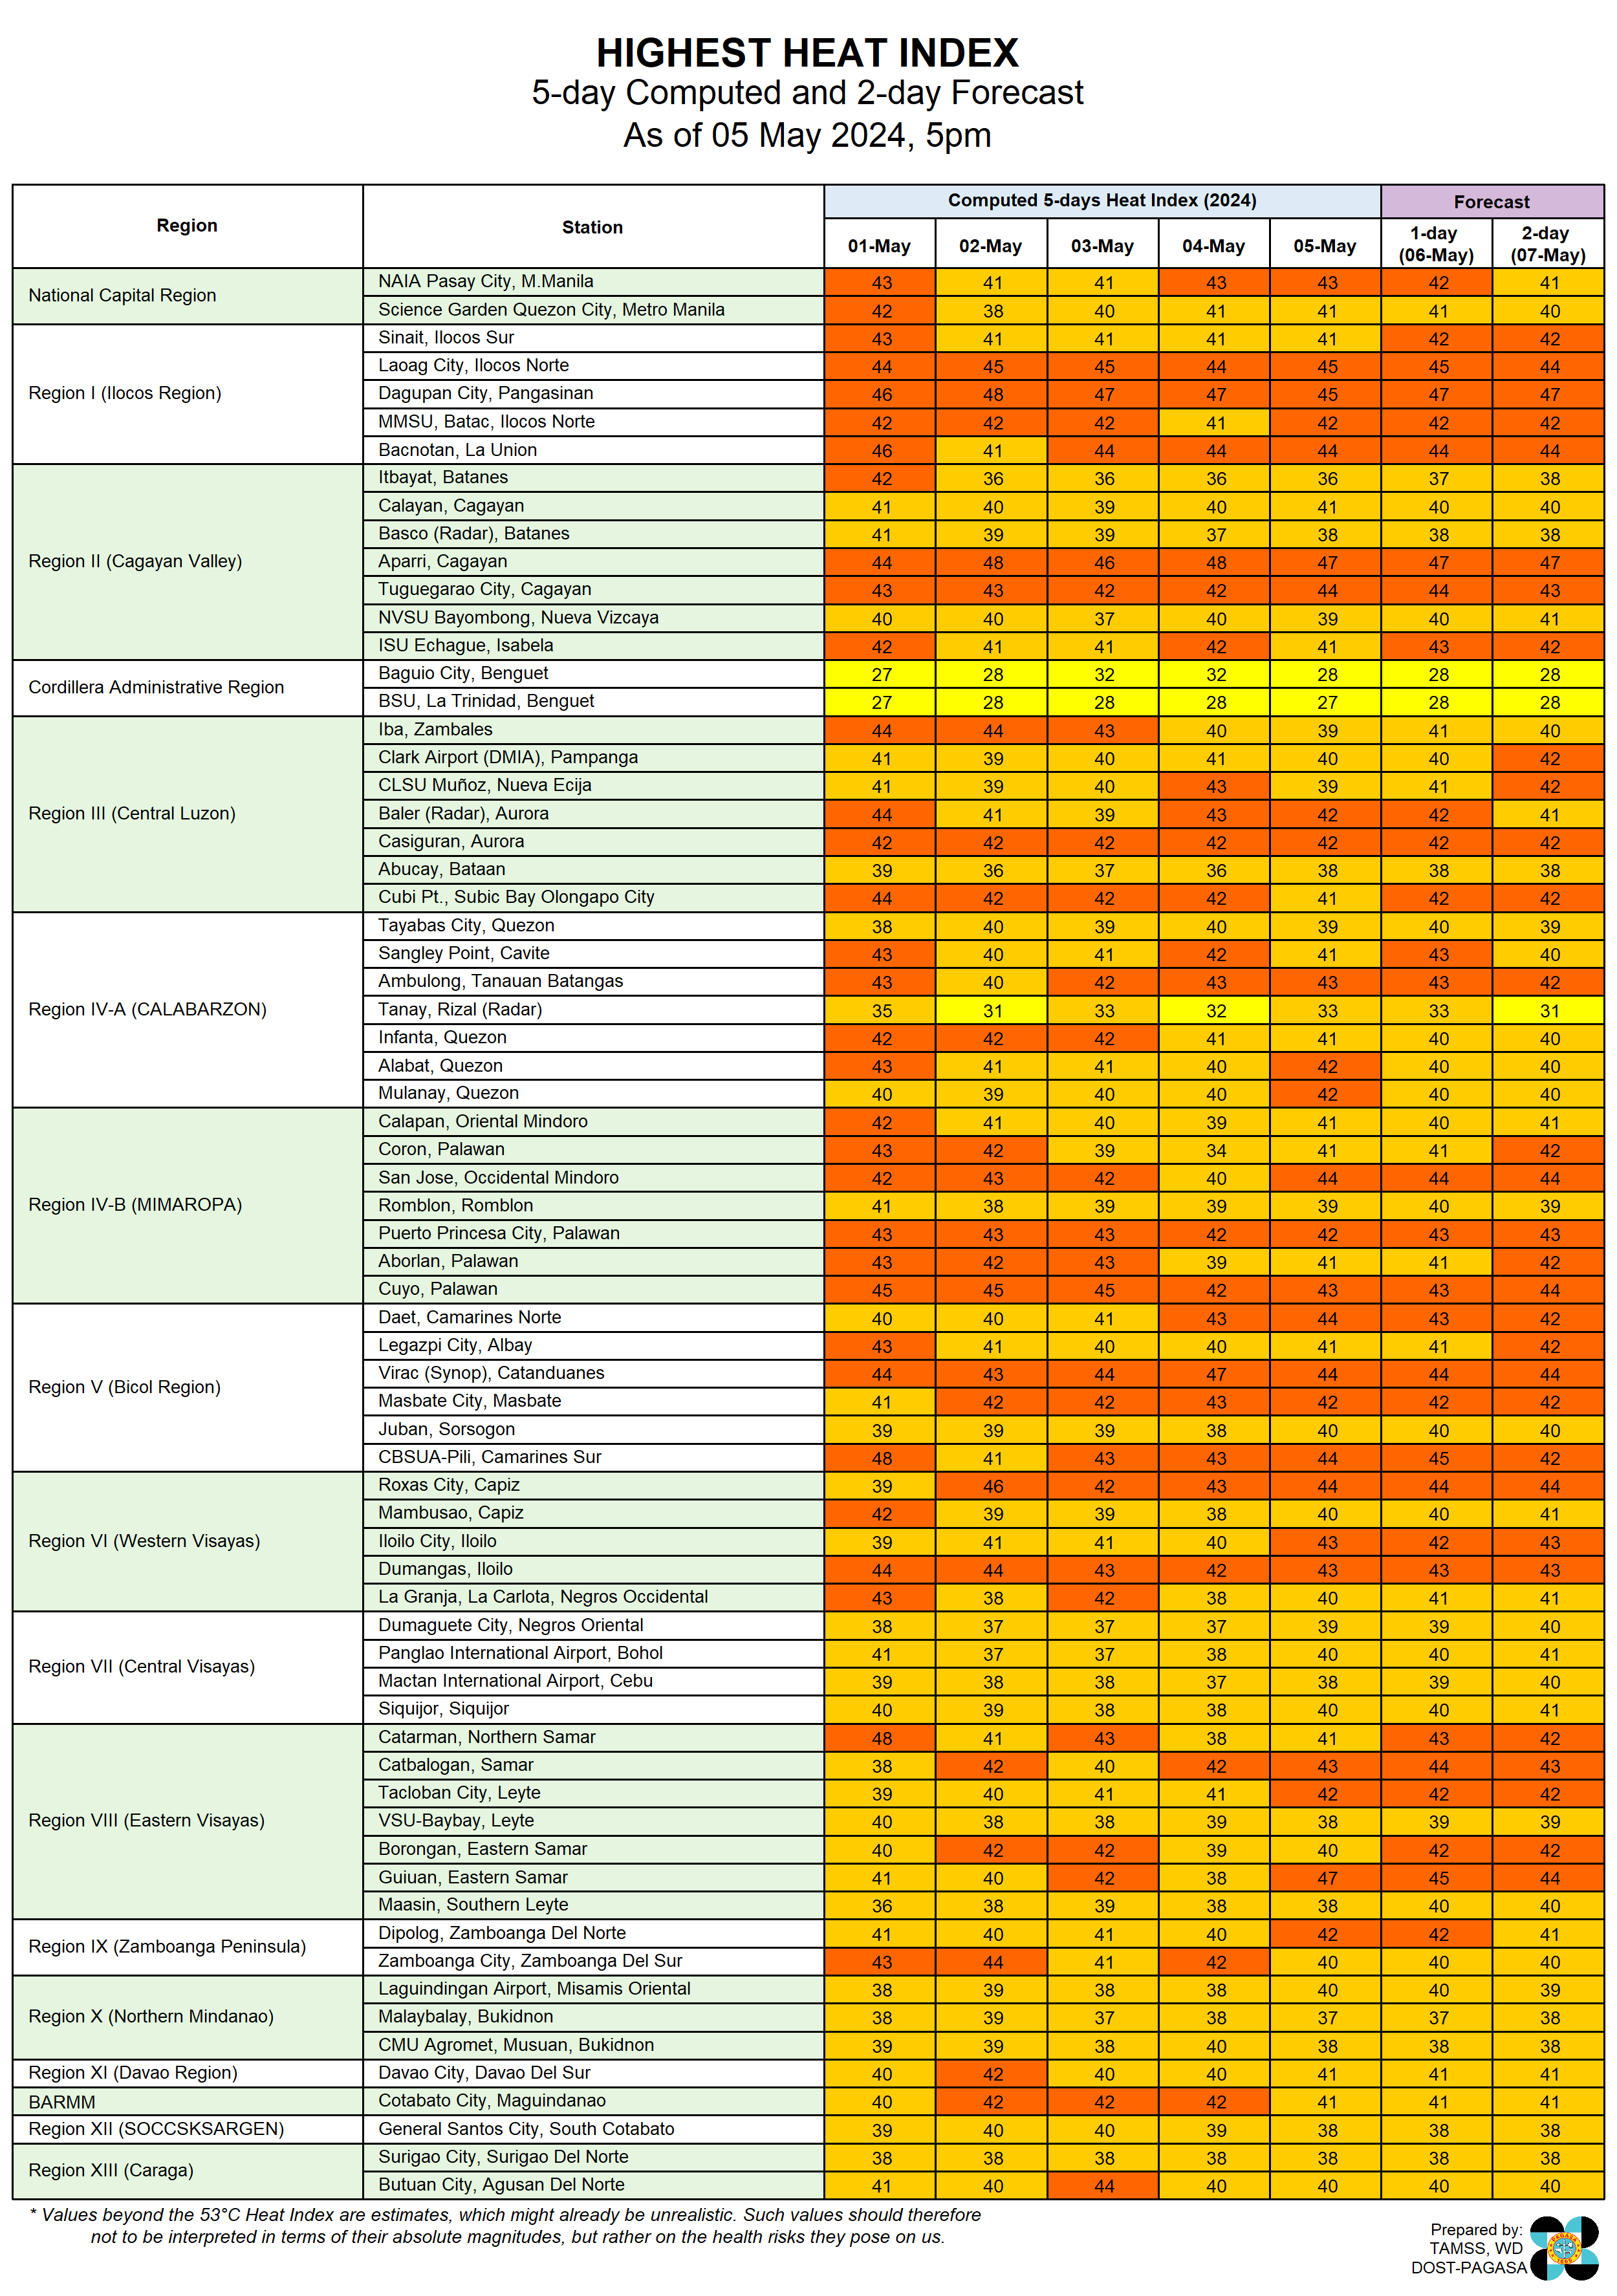 HIGHEST HEAT INDEX
5-day Computed and 2-day Forecast
As of 05 May 2024, 5pm
Region Station Computed 5-days Heat Index (2024) Forecast
01-May 02-May 03-May 04-May 05-May 1-day (06-May) 2-day (07-May)
National Capital Region
NAIA Pasay City, M.Manila 43 41 41 43 43 42 41
Science Garden Quezon City, Metro Manila 42 38 40 41 41 41 40
Region I (Ilocos Region)
Sinait, Ilocos Sur 43 41 41 41 41 42 42
Laoag City, Ilocos Norte 44 45 45 44 45 45 44
Dagupan City, Pangasinan 46 48 47 47 45 47 47
MMSU, Batac, Ilocos Norte 42 42 42 41 42 42 42
Bacnotan, La Union 46 41 44 44 44 44 44
Region II (Cagayan Valley)
Itbayat, Batanes 42 36 36 36 36 37 38
Calayan, Cagayan 41 40 39 40 41 40 40
Basco (Radar), Batanes 41 39 39 37 38 38 38
Aparri, Cagayan 44 48 46 48 47 47 47
Tuguegarao City, Cagayan 43 43 42 42 44 44 43
NVSU Bayombong, Nueva Vizcaya 40 40 37 40 39 40 41
ISU Echague, Isabela 42 41 41 42 41 43 42
Cordillera Administrative Region
Baguio City, Benguet 27 28 32 32 28 28 28
BSU, La Trinidad, Benguet 27 28 28 28 27 28 28
Region III (Central Luzon)
Iba, Zambales 44 44 43 40 39 41 40
Clark Airport (DMIA), Pampanga 41 39 40 41 40 40 42
CLSU Muñoz, Nueva Ecija 41 39 40 43 39 41 42
Baler (Radar), Aurora 44 41 39 43 42 42 41
Casiguran, Aurora 42 42 42 42 42 42 42
Abucay, Bataan 39 36 37 36 38 38 38
Cubi Pt., Subic Bay Olongapo City 44 42 42 42 41 42 42
Region IV-A (CALABARZON)
Tayabas City, Quezon 38 40 39 40 39 40 39
Sangley Point, Cavite 43 40 41 42 41 43 40
Ambulong, Tanauan Batangas 43 40 42 43 43 43 42
Tanay, Rizal (Radar) 35 31 33 32 33 33 31
Infanta, Quezon 42 42 42 41 41 40 40
Alabat, Quezon 43 41 41 40 42 40 40
Mulanay, Quezon 40 39 40 40 42 40 40
Region IV-B (MIMAROPA)
Calapan, Oriental Mindoro 42 41 40 39 41 40 41
Coron, Palawan 43 42 39 34 41 41 42
San Jose, Occidental Mindoro 42 43 42 40 44 44 44
Romblon, Romblon 41 38 39 39 39 40 39
Puerto Princesa City, Palawan 43 43 43 42 42 43 43
Aborlan, Palawan 43 42 43 39 41 41 42
Cuyo, Palawan 45 45 45 42 43 43 44
Region V (Bicol Region)
Daet, Camarines Norte 40 40 41 43 44 43 42
Legazpi City, Albay 43 41 40 40 41 41 42
Virac (Synop), Catanduanes 44 43 44 47 44 44 44
Masbate City, Masbate 41 42 42 43 42 42 42
Juban, Sorsogon 39 39 39 38 40 40 40
CBSUA-Pili, Camarines Sur 48 41 43 43 44 45 42
Region VI (Western Visayas)
Roxas City, Capiz 39 46 42 43 44 44 44
Mambusao, Capiz 42 39 39 38 40 40 41
Iloilo City, Iloilo 39 41 41 40 43 42 43
Dumangas, Iloilo 44 44 43 42 43 43 43
La Granja, La Carlota, Negros Occidental 43 38 42 38 40 41 41
Region VII (Central Visayas)
Dumaguete City, Negros Oriental 38 37 37 37 39 39 40
Panglao International Airport, Bohol 41 37 37 38 40 40 41
Mactan International Airport, Cebu 39 38 38 37 38 39 40
Siquijor, Siquijor 40 39 38 38 40 40 41
Region VIII (Eastern Visayas)
Catarman, Northern Samar 48 41 43 38 41 43 42
Catbalogan, Samar 38 42 40 42 43 44 43
Tacloban City, Leyte 39 40 41 41 42 42 42
VSU-Baybay, Leyte 40 38 38 39 38 39 39
Borongan, Eastern Samar 40 42 42 39 40 42 42
Guiuan, Eastern Samar 41 40 42 38 47 45 44
Maasin, Southern Leyte 36 38 39 38 38 40 40
Region IX (Zamboanga Peninsula)
Dipolog, Zamboanga Del Norte 41 40 41 40 42 42 41
Zamboanga City, Zamboanga Del Sur 43 44 41 42 40 40 40
Region X (Northern Mindanao)
Laguindingan Airport, Misamis Oriental 38 39 38 38 40 40 39
Malaybalay, Bukidnon 38 39 37 38 37 37 38
CMU Agromet, Musuan, Bukidnon 39 39 38 40 38 38 38
Region XI (Davao Region) Davao City, Davao Del Sur 40 42 40 40 41 41 41
BARMM Cotabato City, Maguindanao 40 42 42 42 41 41 41
Region XII (SOCCSKSARGEN) General Santos City, South Cotabato 39 40 40 39 38 38 38
Region XIII (Caraga)
Surigao City, Surigao Del Norte 38 38 38 38 38 38 38
Butuan City, Agusan Del Norte 41 40 44 40 40 40 40
* Values beyond the 53°C Heat Index are estimates, which might already be unrealistic. Such values should therefore
not to be interpreted in terms of their absolute magnitudes, but rather on the health risks they pose on us.
Prepared by:
TAMSS, WD
DOST-PAGASA